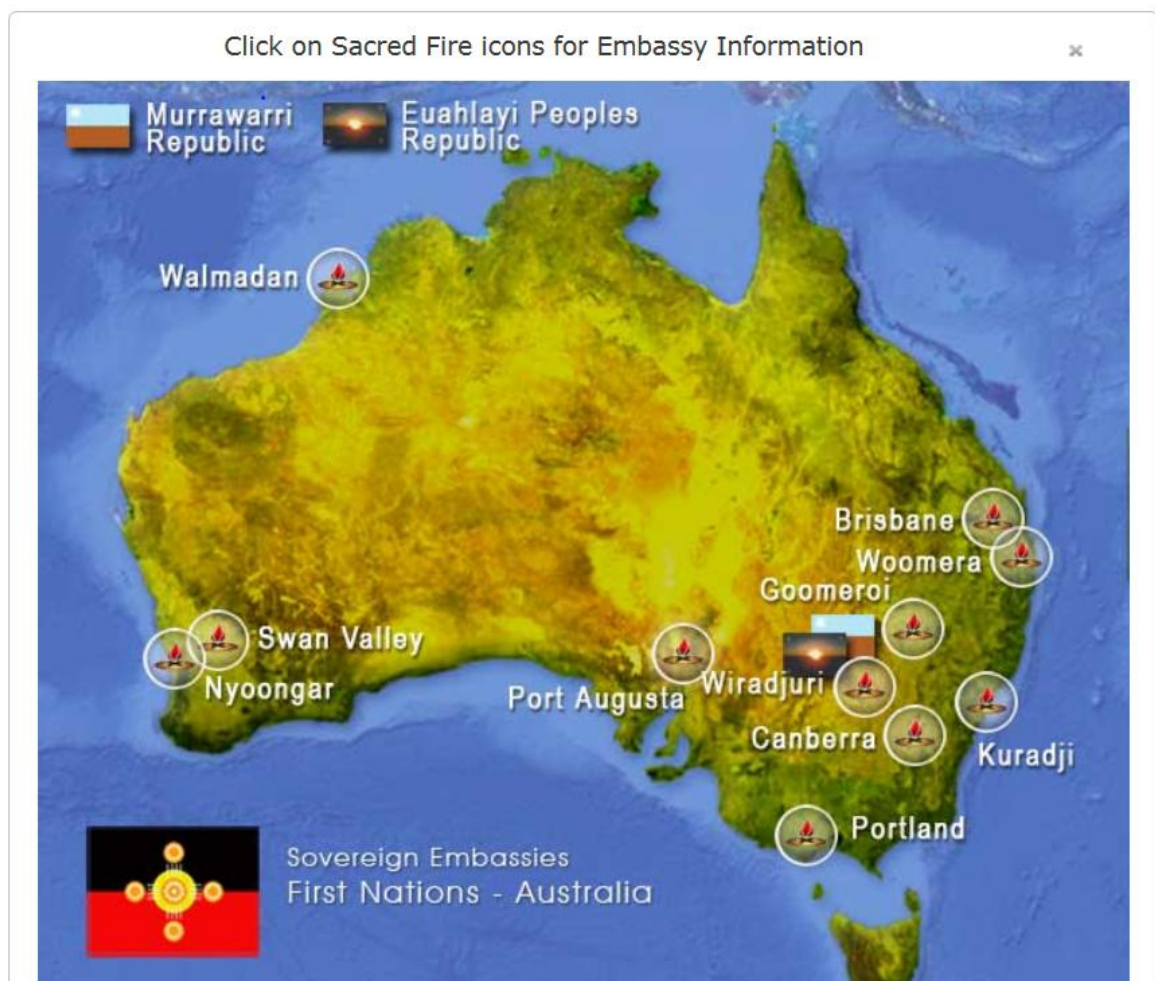 Click on Sacred Fire icons for Embassy Information
Murrawarri
Republic
Euahlayi Peoples
Republic
Walmadan
Brisbane
Woomera
Goomeroi
Swan Valley
Nyoongar
Port Augusta
Wiradjuri
Canberra
Kuradji
Portland
Sovereign Embassies
First Nations - Australia